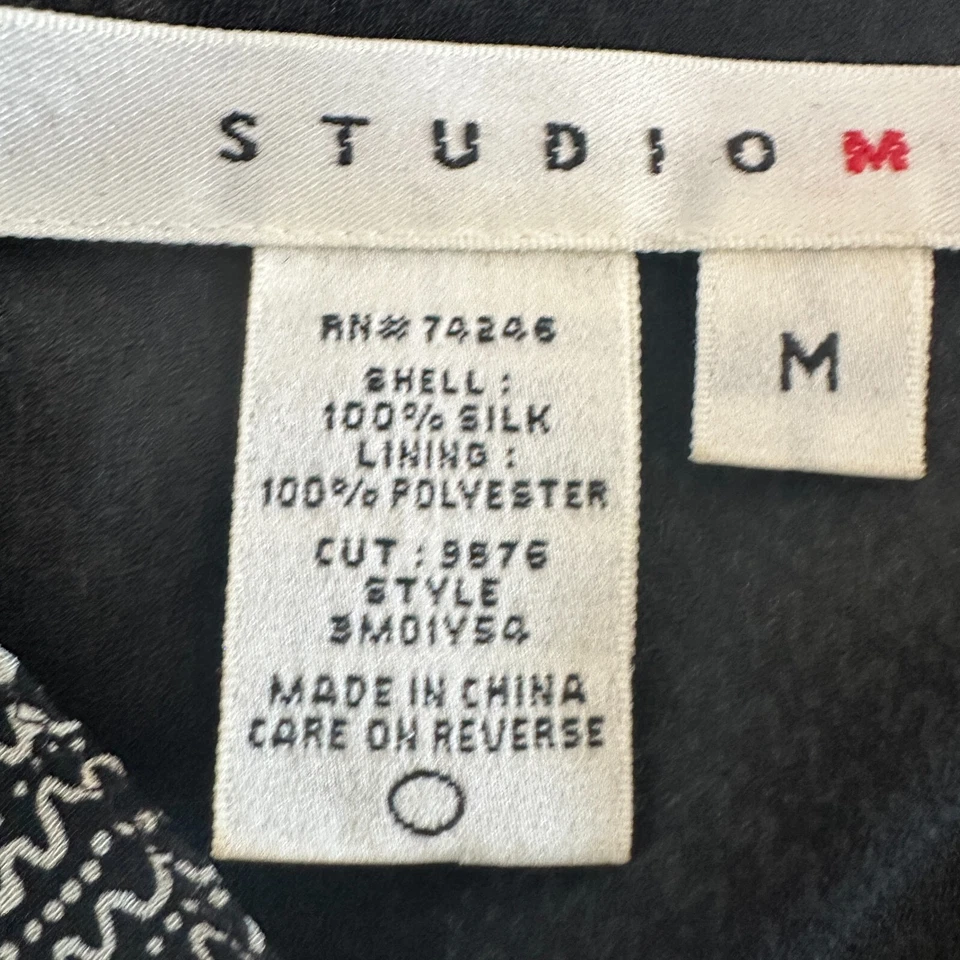 STUDIO M
M
RN# 74246
SHELL :
100% SILK
LINING :
100% POLYESTER
CUT : 9876
STYLE
3M01Y54
MADE IN CHINA
CARE ON REVERSE